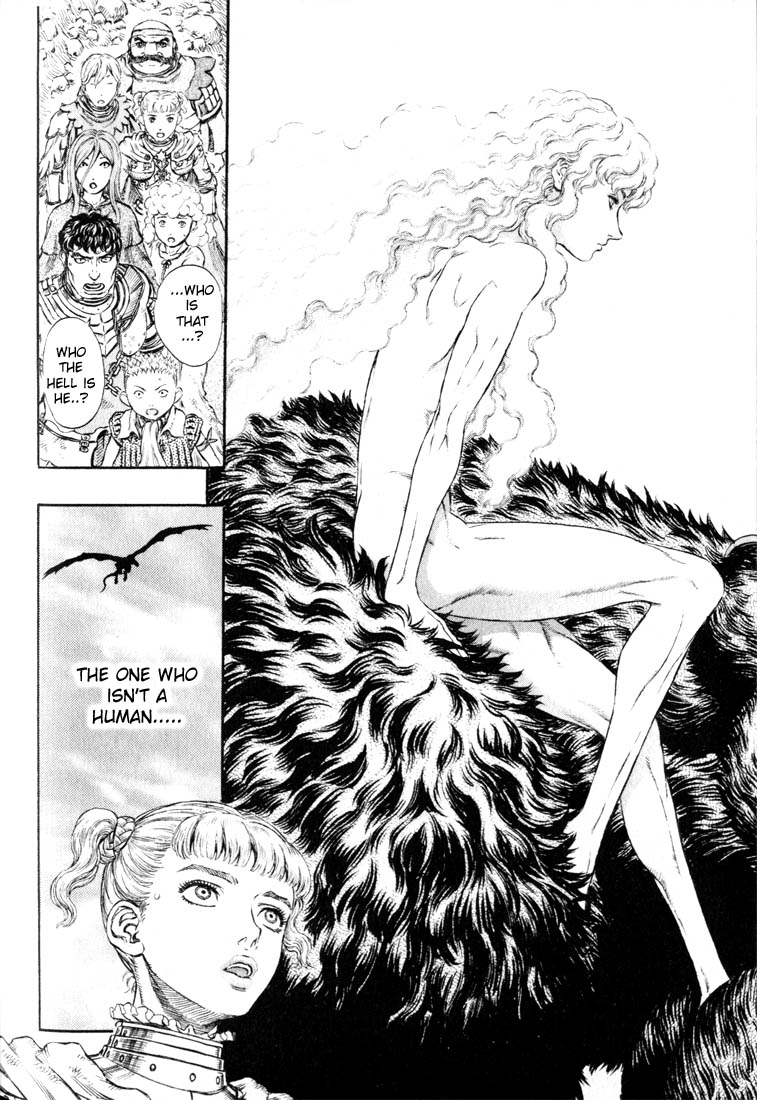 ...WHO
IS
THAT
...?
WHO
THE
HELL IS
HE..?
THE ONE WHO
ISN'T A
HUMAN.....